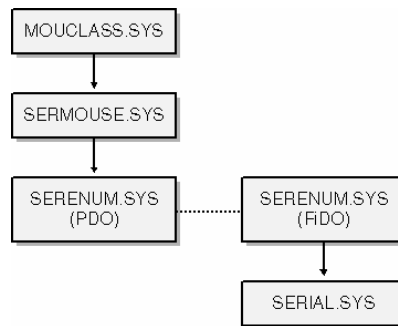 MOUCLASS.SYS
SERMOUSE.SYS
SERENUM.SYS
(PDO)
SERENUM.SYS
(FiDO)
SERIAL.SYS